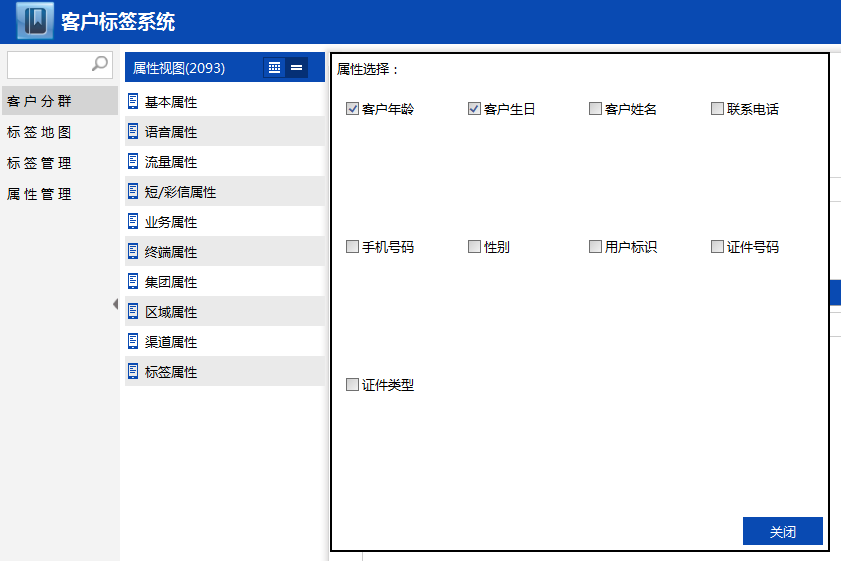 客户标签系统
客户分群
标签地图
标签管理
属性管理
属性视图(2093)
基本属性
语音属性
流量属性
短/彩信属性
业务属性
终端属性
集团属性
区域属性
渠道属性
标签属性
属性选择：
客户年龄 客户生日 客户姓名 联系电话
手机号码 性别 用户标识 证件号码
证件类型
关闭